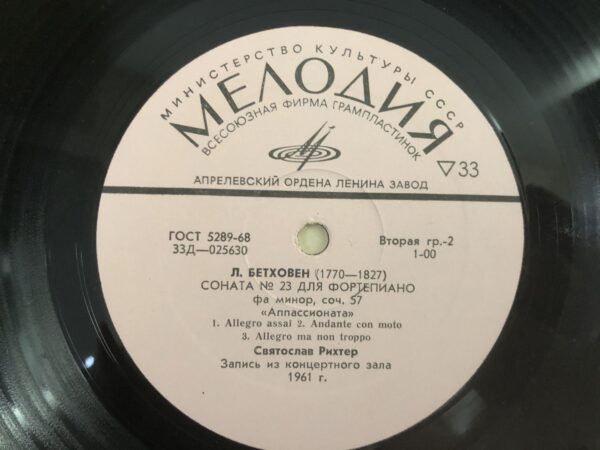 МИНИСТЕРСТВО КУЛЬТУРЫ СССР
МЕЛОДИЯ
ВСЕСОЮЗНАЯ ФИРМА ГРАМПЛАСТИНОК
▽33
АПРЕЛЕВСКИЙ ОРДЕНА ЛЕНИНА ЗАВОД
ГОСТ 5289-68
33Д—025630
Вторая гр.-2
1-00
Л. БЕТХОВЕН (1770—1827)
СОНАТА № 23 ДЛЯ ФОРТЕПИАНО
фа минор, соч. 57
«Аппассионата»
1. Allegro assai 2. Andante con moto
3. Allegro ma non troppo
Святослав Рихтер
Запись из концертного зала
1961 г.